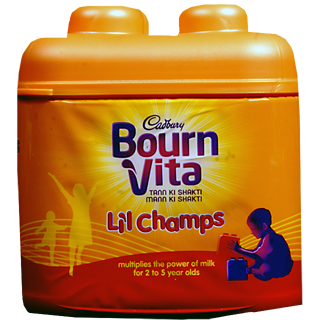 Cadbury
Bourn
Vita
TANN KI SHAKTI
MANN KI SHAKTI
Li'l Champs
multiplies the power of milk
for 2 to 5 year olds